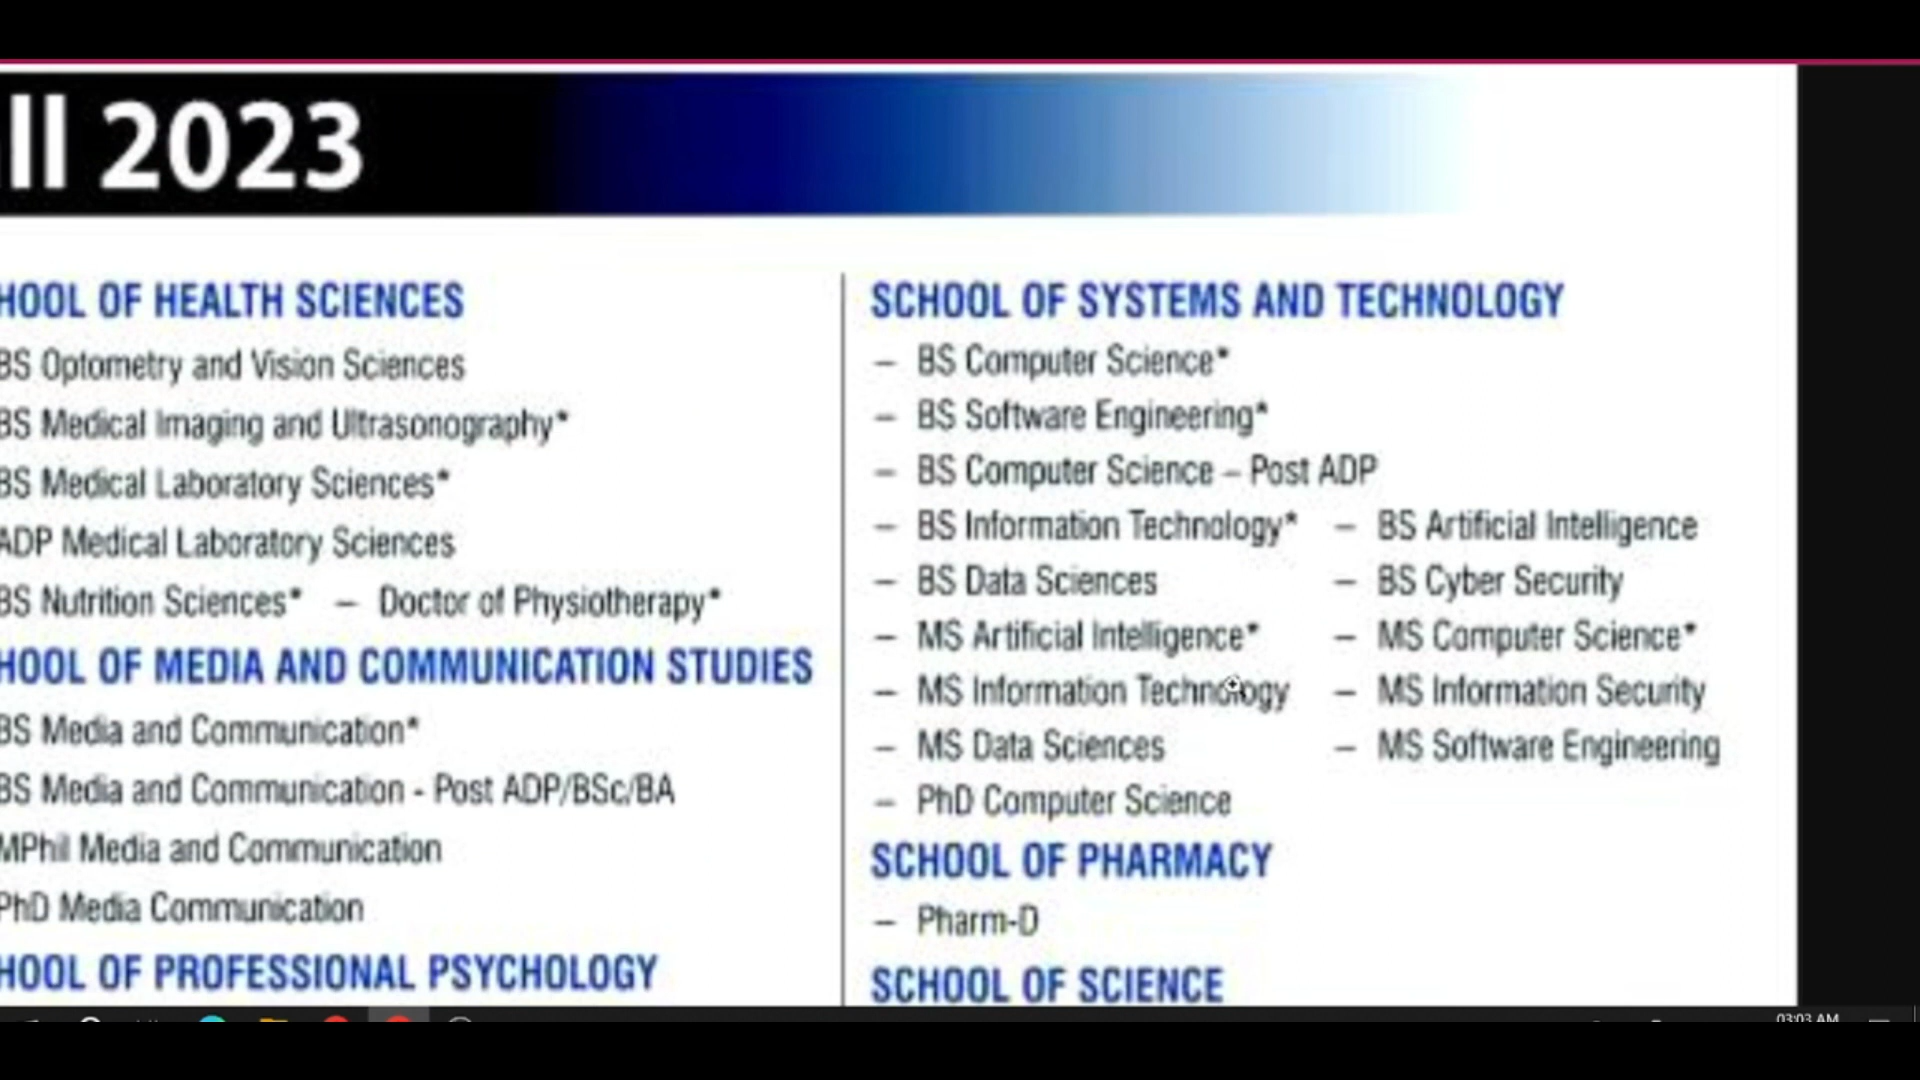 ll 2023
HOOL OF HEALTH SCIENCES
BS Optometry and Vision Sciences
BS Medical Imaging and Ultrasonography*
BS Medical Laboratory Sciences*
ADP Medical Laboratory Sciences
BS Nutrition Sciences* – Doctor of Physiotherapy*
HOOL OF MEDIA AND COMMUNICATION STUDIES
BS Media and Communication*
BS Media and Communication - Post ADP/BSc/BA
MPhil Media and Communication
PhD Media Communication
HOOL OF PROFESSIONAL PSYCHOLOGY
SCHOOL OF SYSTEMS AND TECHNOLOGY
– BS Computer Science*
– BS Software Engineering*
– BS Computer Science – Post ADP
– BS Information Technology* – BS Artificial Intelligence
– BS Data Sciences – BS Cyber Security
– MS Artificial Intelligence* – MS Computer Science*
– MS Information Technology – MS Information Security
– MS Data Sciences – MS Software Engineering
– PhD Computer Science
SCHOOL OF PHARMACY
– Pharm-D
SCHOOL OF SCIENCE
03:03 AM